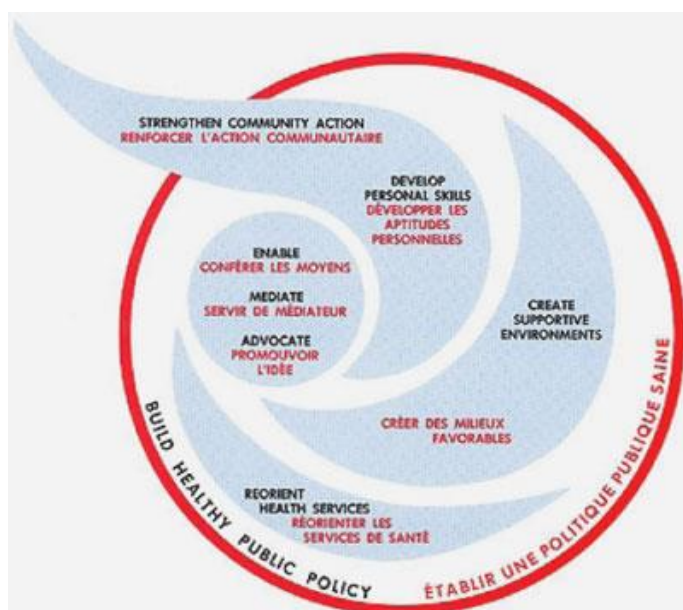 STRENGTHEN COMMUNITY ACTION
RENFORCER L'ACTION COMMUNAUTAIRE
DEVELOP
PERSONAL SKILLS
DÉVELOPPER LES
APTITUDES
PERSONNELLES
ENABLE
CONFÉRER LES MOYENS
MEDIATE
SERVIR DE MÉDIATEUR
ADVOCATE
PROMOUVOIR
L'IDÉE
CREATE
SUPPORTIVE
ENVIRONMENTS
CRÉER DES MILIEUX
FAVORABLES
REORIENT
HEALTH SERVICES
RÉORIENTER LES
SERVICES DE SANTÉ
BUILD HEALTHY PUBLIC POLICY
ÉTABLIR UNE POLITIQUE PUBLIQUE SAINE